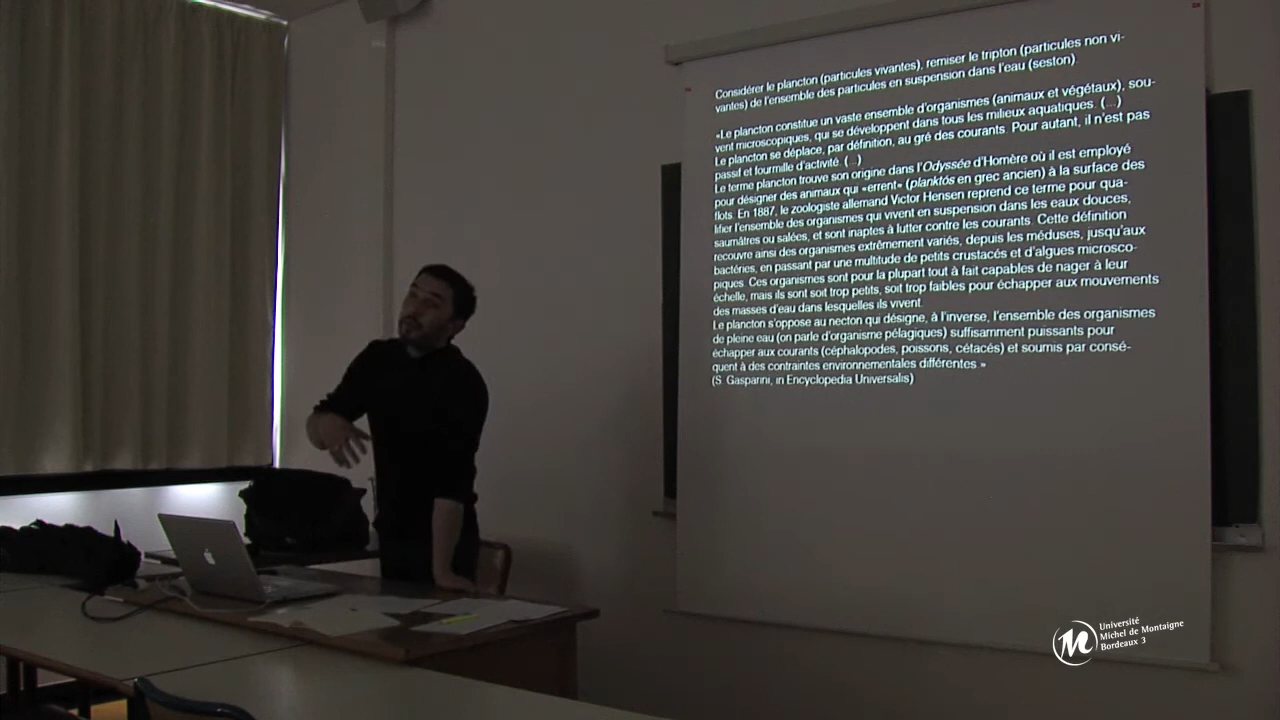 Considérer le plancton (particules vivantes), remiser le tripton (particules non vi-
vantes) de l'ensemble des particules en suspension dans l'eau (seston).
«Le plancton constitue un vaste ensemble d'organismes (animaux et végétaux), sou-
vent microscopiques, qui se développent dans tous les milieux aquatiques. (...)
Le plancton se déplace, par définition, au gré des courants. Pour autant, il n'est pas
passif et fourmille d'activité. (...)
Le terme plancton trouve son origine dans l'Odyssée d'Homère où il est employé
pour désigner des animaux qui «errent» (planktós en grec ancien) à la surface des
flots. En 1887, le zoologiste allemand Victor Hensen reprend ce terme pour qua-
lifier l'ensemble des organismes qui vivent en suspension dans les eaux douces,
saumâtres ou salées, et sont inaptes à lutter contre les courants. Cette définition
recouvre ainsi des organismes extrêmement variés, depuis les méduses, jusqu'aux
bactéries, en passant par une multitude de petits crustacés et d'algues microsco-
piques. Ces organismes sont pour la plupart tout à fait capables de nager à leur
échelle, mais ils sont soit trop petits, soit trop faibles pour échapper aux mouvements
des masses d'eau dans lesquelles ils vivent.
Le plancton s'oppose au necton qui désigne, à l'inverse, l'ensemble des organismes
de pleine eau (on parle d'organisme pélagiques) suffisamment puissants pour
échapper aux courants (céphalopodes, poissons, cétacés) et soumis par consé-
quent à des contraintes environnementales différentes.»
(S. Gasparini, in Encyclopedia Universalis)
Université
Michel de Montaigne
Bordeaux 3